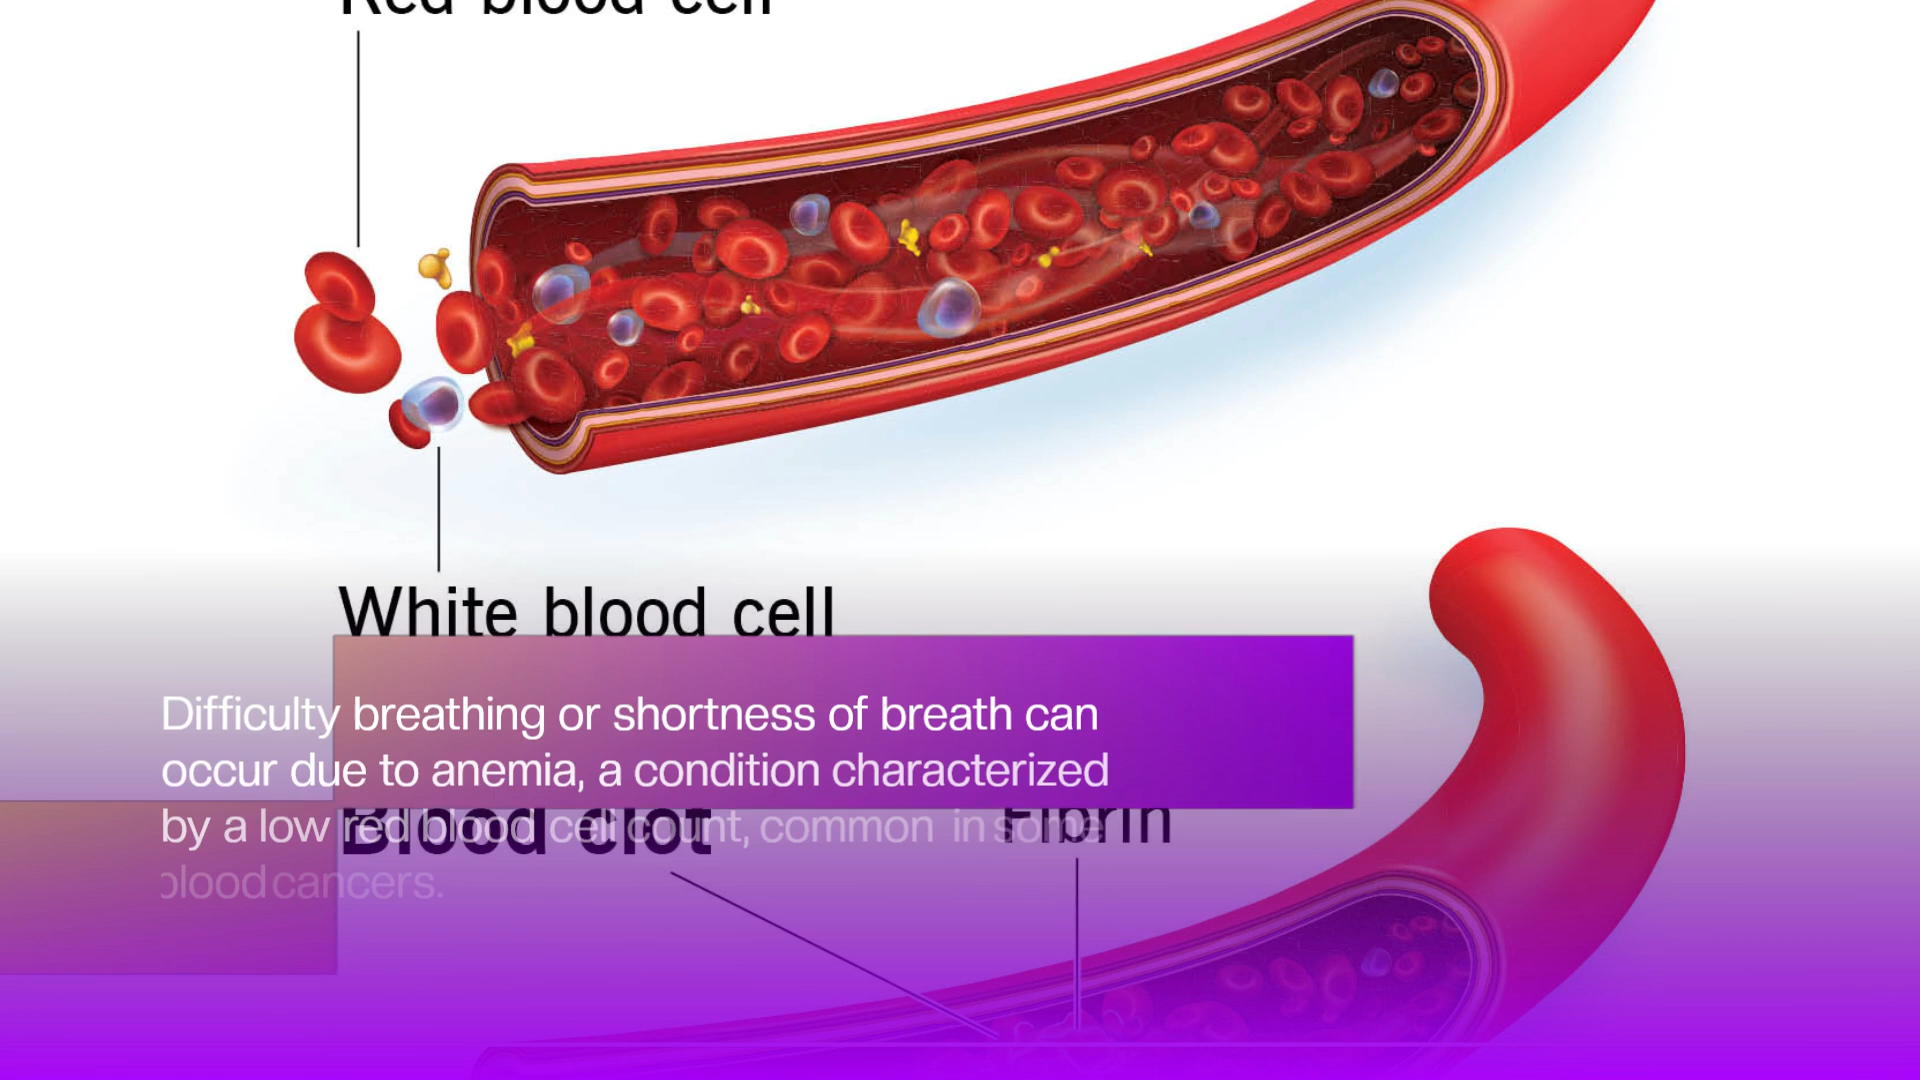 Red blood cell
White blood cell
Difficulty breathing or shortness of breath can
occur due to anemia, a condition characterized
by a low red blood cell count, common in some
blood cancers.
Blood clot
Fibrin